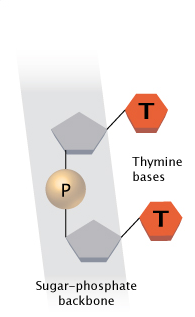 T
Thymine
bases
P
T
Sugar-phosphate
backbone